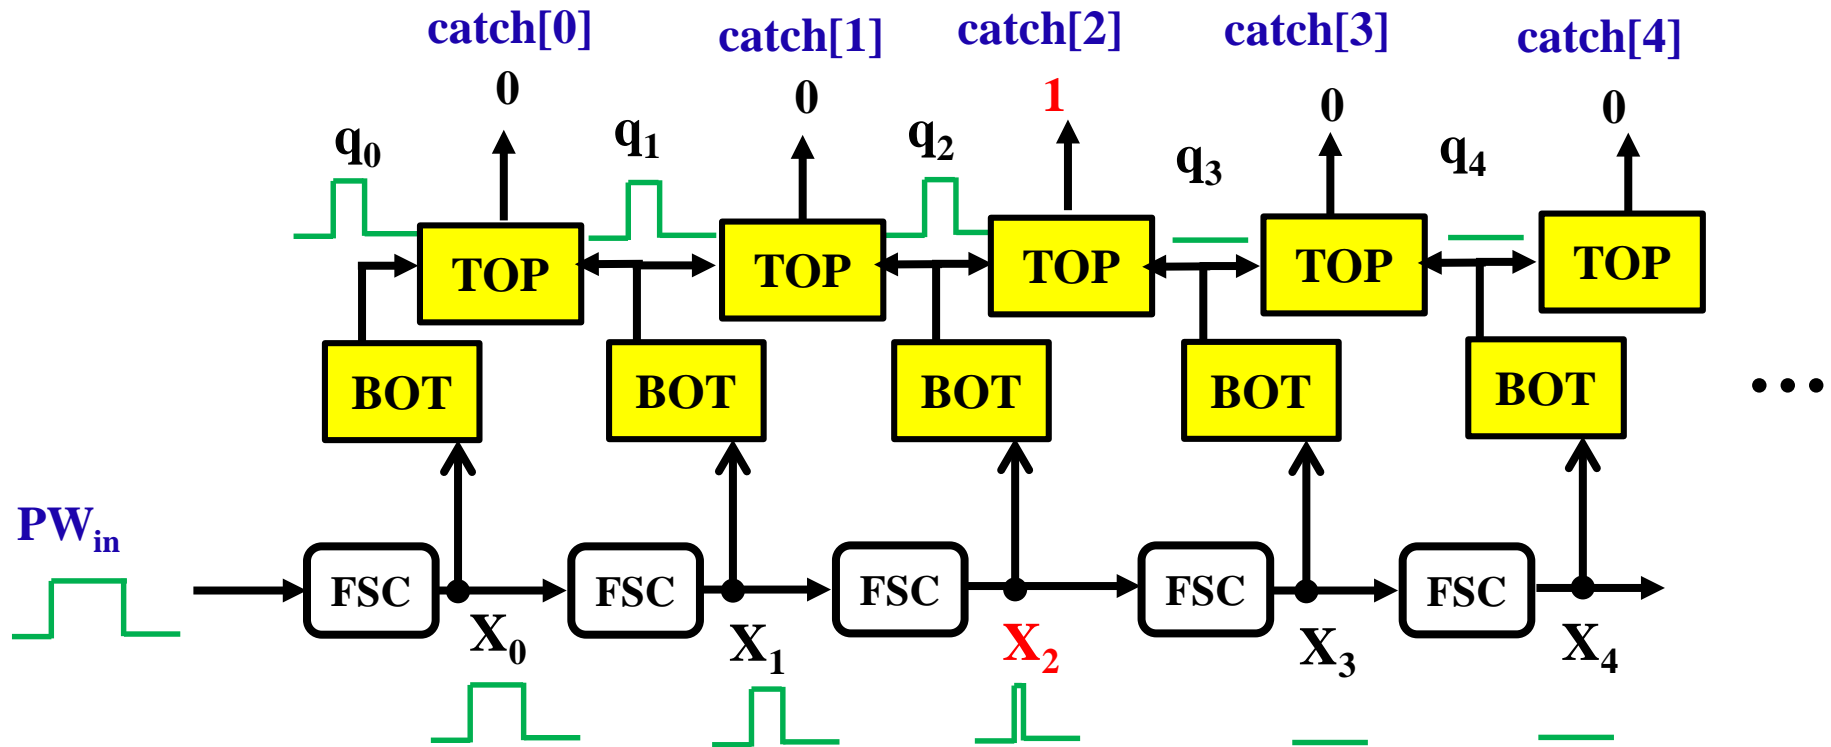 catch[0] catch[1] catch[2] catch[3] catch[4]
0 0 1 0 0
q0 q1 q2 q3 q4
TOP TOP TOP TOP TOP
BOT BOT BOT BOT BOT
...
PWin
FSC FSC FSC FSC FSC
X0 X1 X2 X3 X4